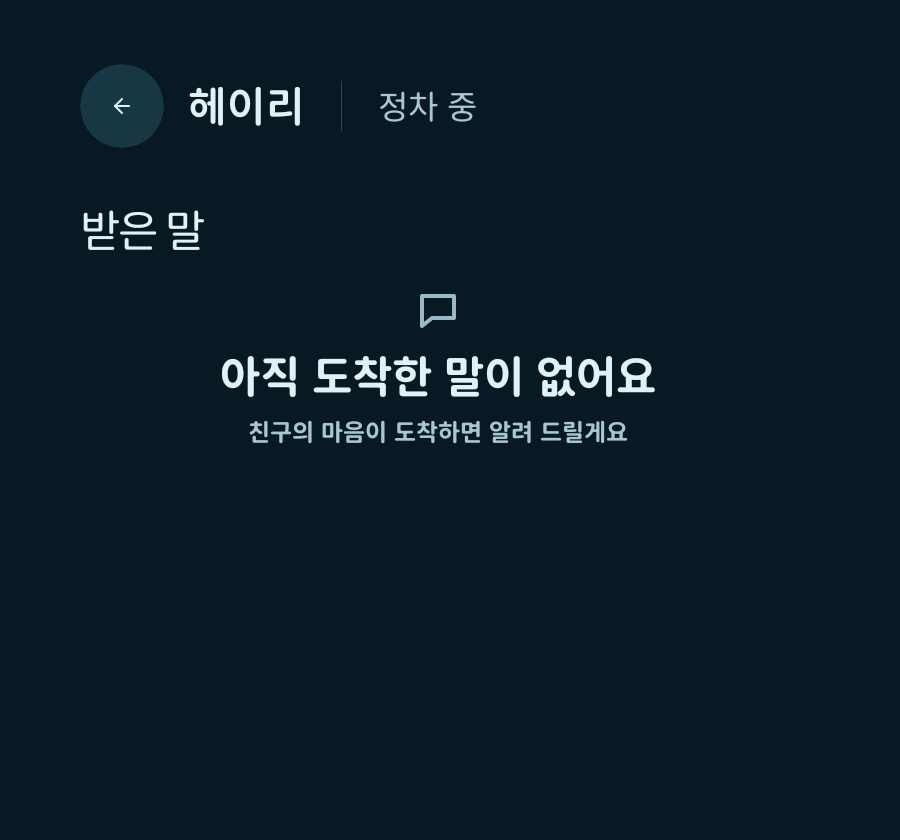 헤이리
정차 중
받은 말
아직 도착한 말이 없어요
친구의 마음이 도착하면 알려 드릴게요